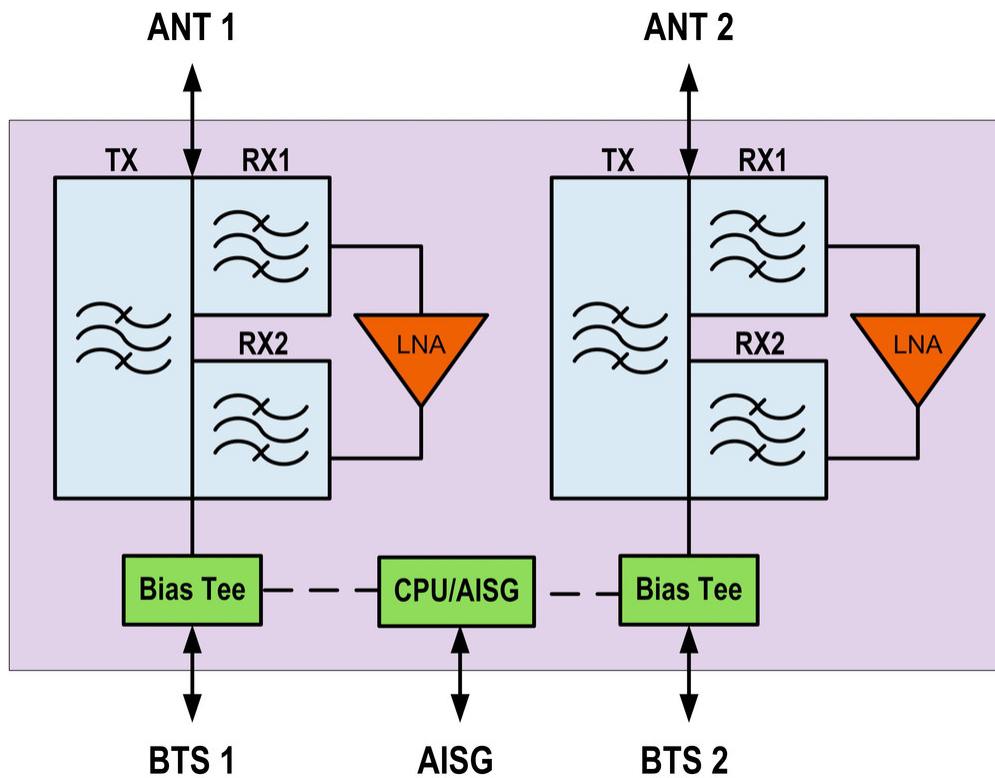 ANT 1
ANT 2
TX
RX1
TX
RX1
LNA
LNA
RX2
RX2
Bias Tee
CPU/AISG
Bias Tee
BTS 1
AISG
BTS 2